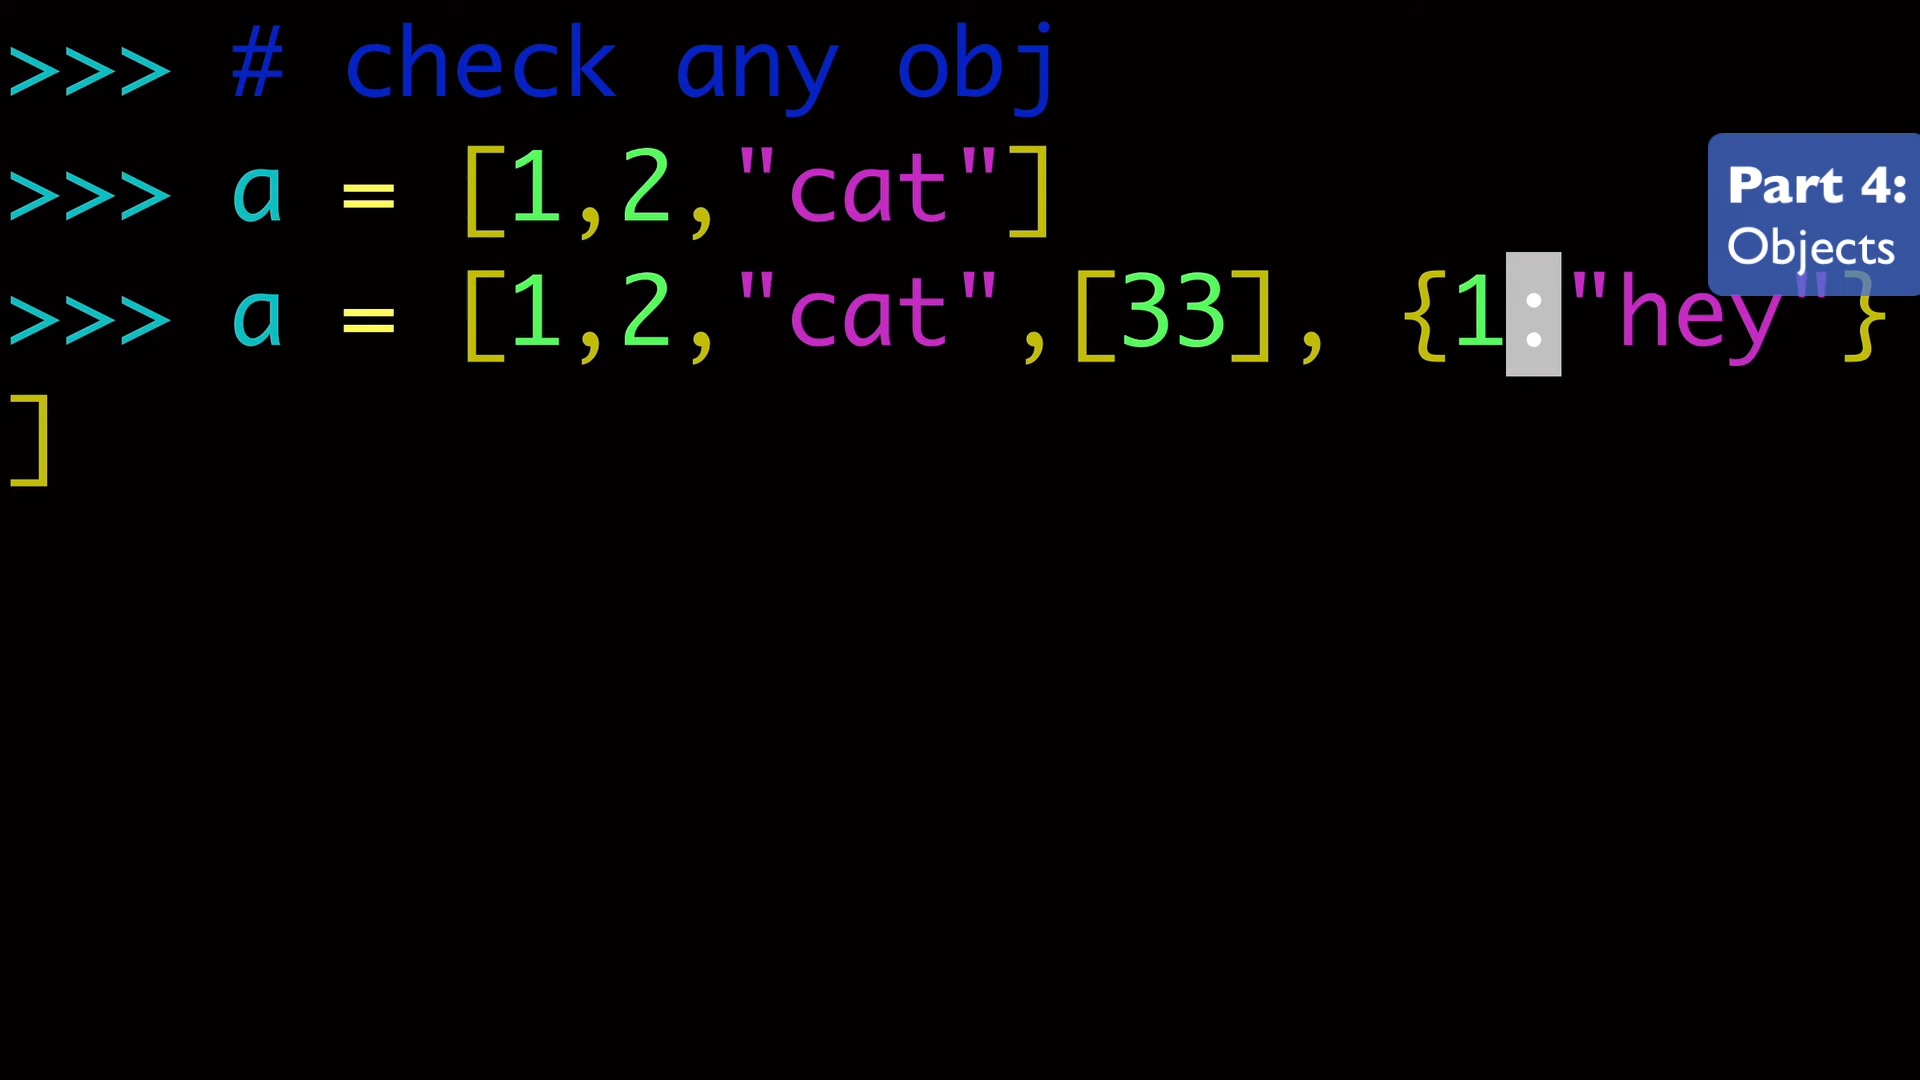 >>> # check any obj
>>> a = [1,2,"cat"]
>>> a = [1,2,"cat",[33], {1:"hey"}
]
Part 4:
Objects